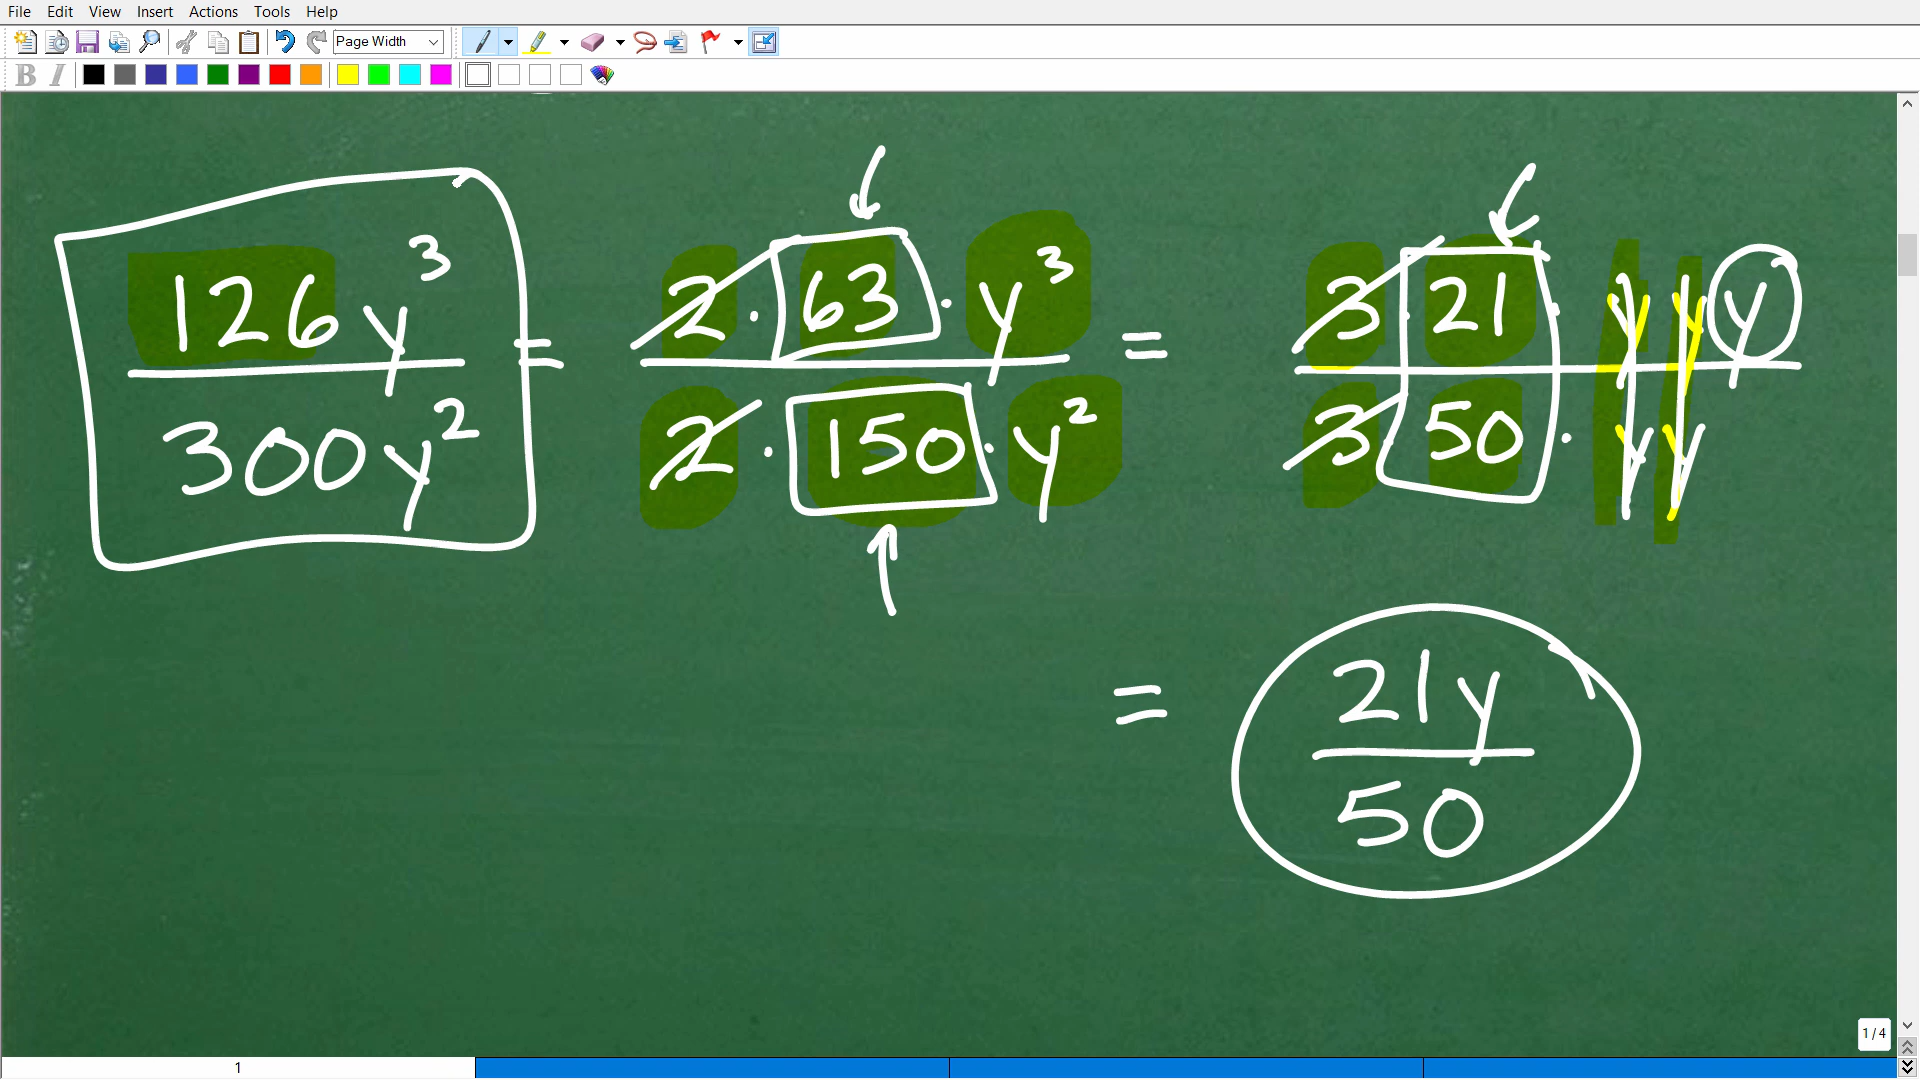 File Edit View Insert Actions Tools Help
Page Width
B I
126y³ / 300y² = 2 · 63 · y³ / 2 · 150 · y² = 3 · 21 · y y y / 3 · 50 · y y
= 21y / 50
1 / 4
1